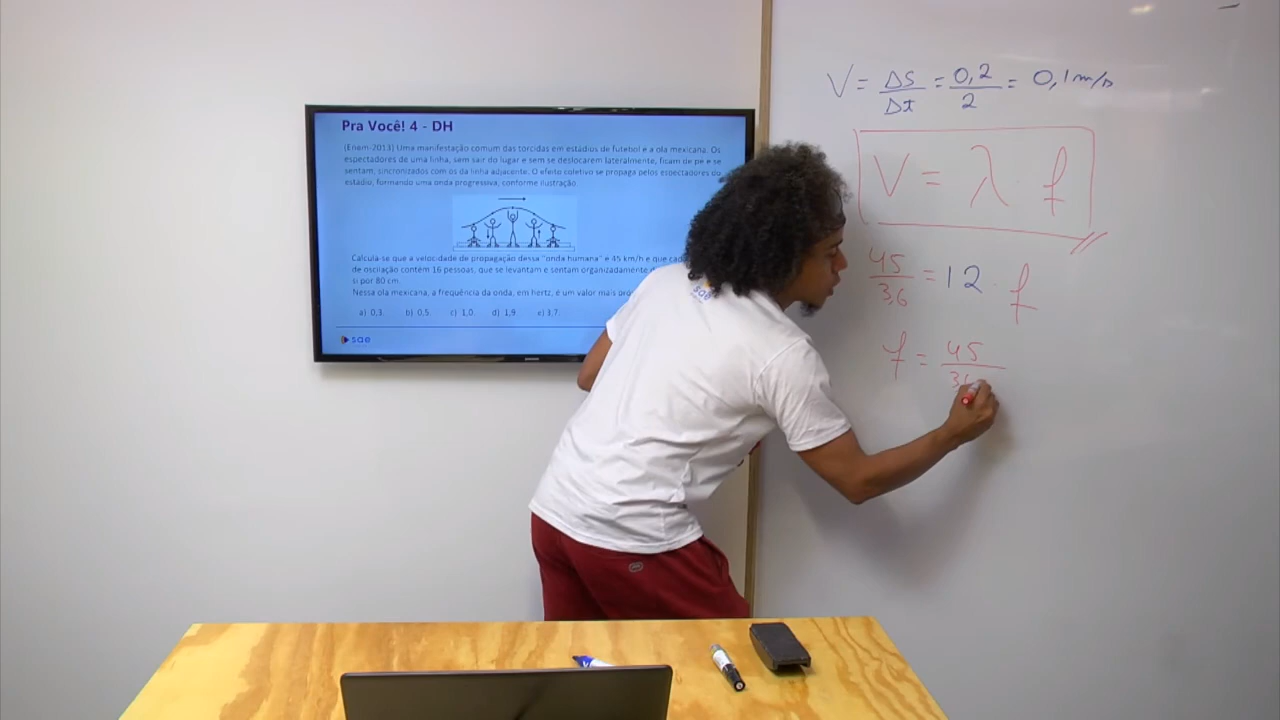 Pra Você! 4 - DH
(Enem 2013) Uma manifestação comum das torcidas em estádios de futebol é a ola mexicana. Os
espectadores de uma linha, sem sair do lugar e sem se deslocarem lateralmente, ficam de pé e se
sentam, sincronizados com os da linha adjacente. O efeito coletivo se propaga pelos espectadores do
estádio, formando uma onda progressiva, conforme ilustração.
Calcula-se que a velocidade de propagação dessa "onda humana" é 45 km/h e que
de oscilação contém 16 pessoas, que se levantam e sentam organizadamente
si por 80 cm.
Nessa ola mexicana, a frequência da onda, em hertz, é um valor mais
a) 0,3. b) 0,5. c) 1,0. d) 1,9. e) 3,7.
sae
sae
V = ΔS/Δt = 0,2/2 = 0,1 m/s
V = λ f
45/3,6 = 12 · f
f = 45